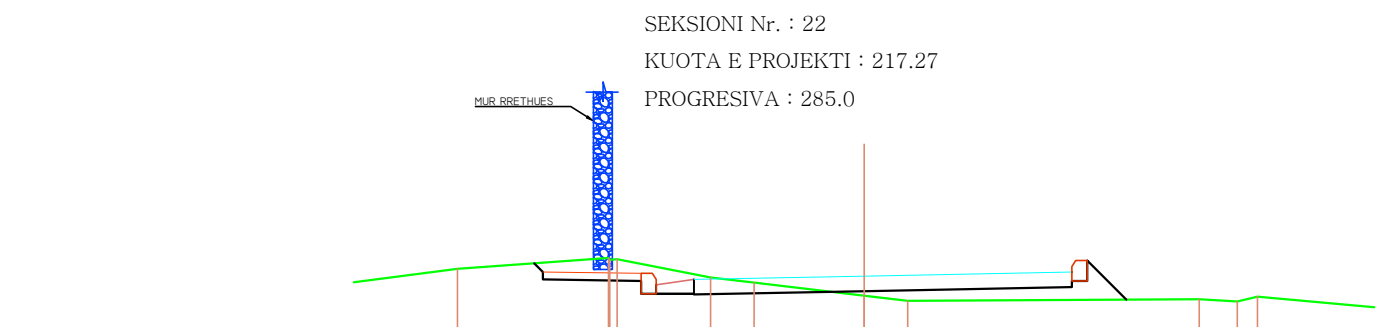 SEKSIONI Nr. : 22
KUOTA E PROJEKTI : 217.27
PROGRESIVA : 285.0
MUR RRETHUES